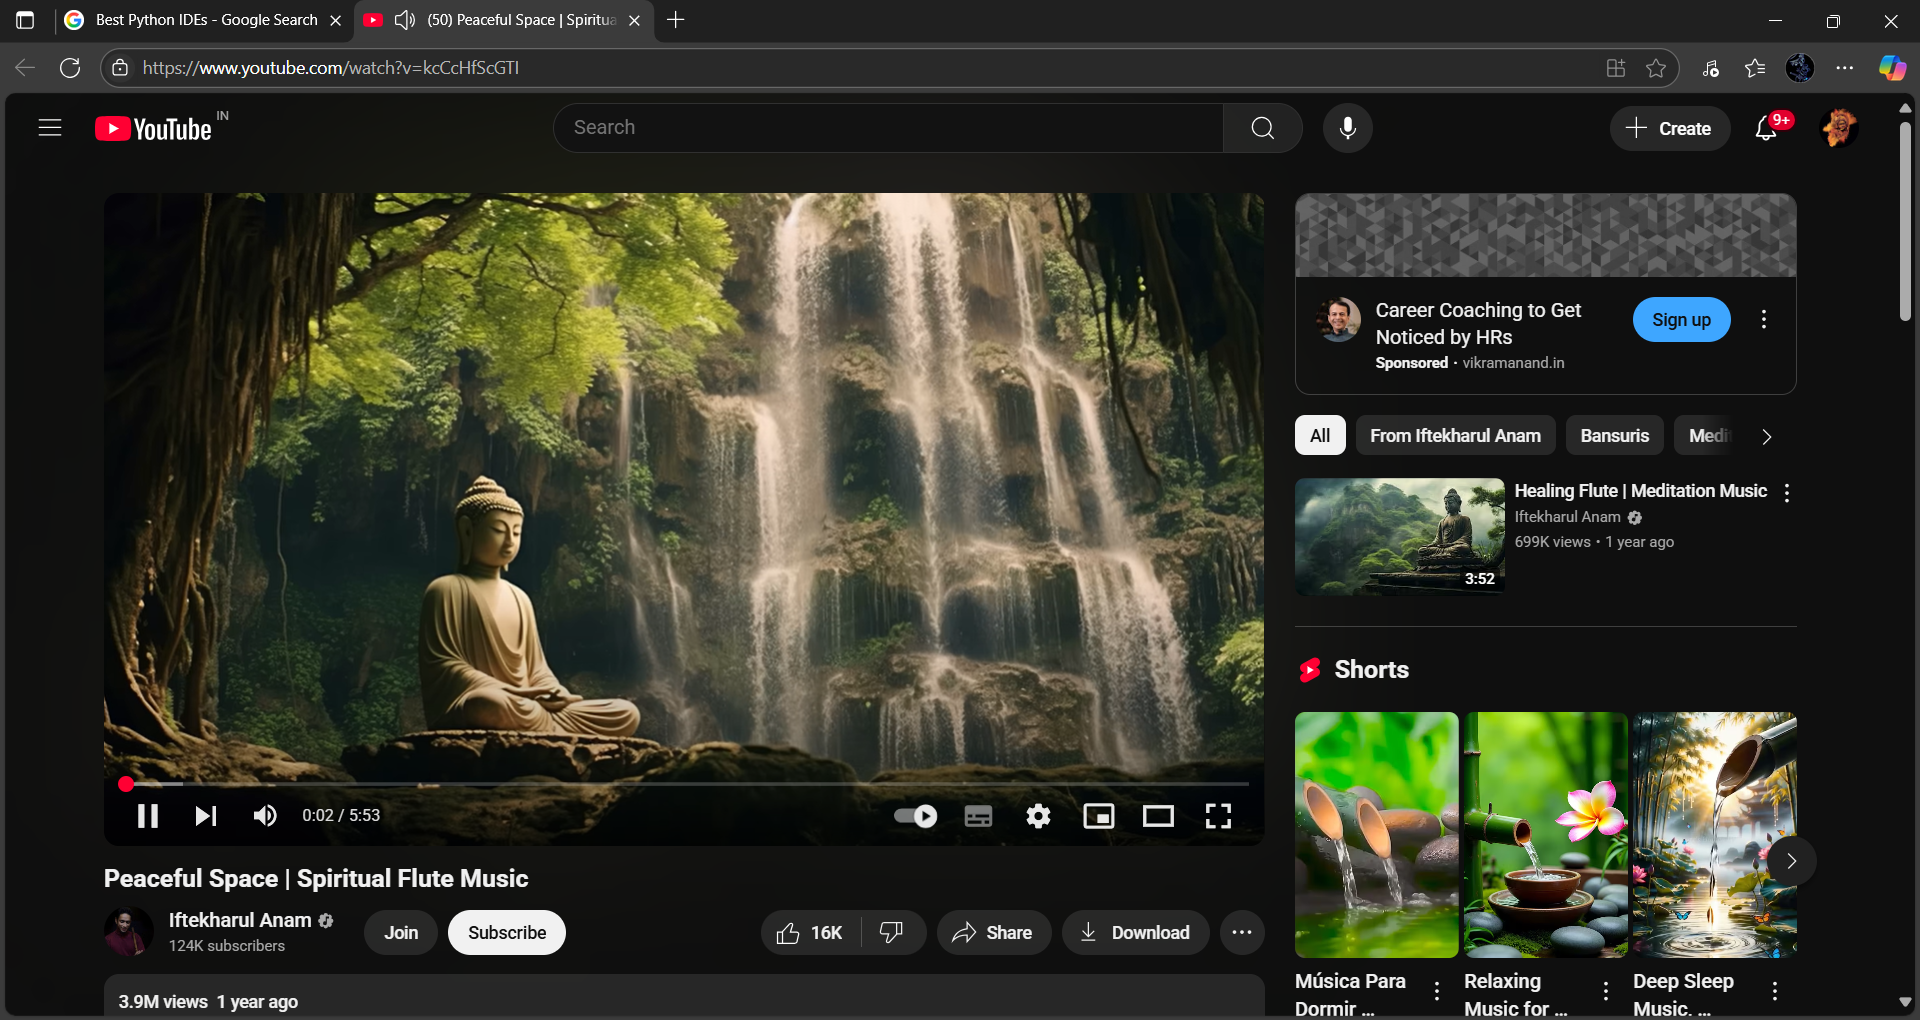 Best Python IDEs - Google Search
(50) Peaceful Space | Spiritua
https://www.youtube.com/watch?v=kcCcHfScGTI
YouTube IN
Search
Create
9+
Career Coaching to Get
Noticed by HRs
Sponsored · vikramanand.in
Sign up
All
From Iftekharul Anam
Bansuris
Medit
Healing Flute | Meditation Music
Iftekharul Anam
699K views • 1 year ago
3:52
Shorts
0:02 / 5:53
Peaceful Space | Spiritual Flute Music
Iftekharul Anam
124K subscribers
Join
Subscribe
16K
Share
Download
3.9M views 1 year ago
Música Para
Dormir ...
Relaxing
Music for ...
Deep Sleep
Music, ...